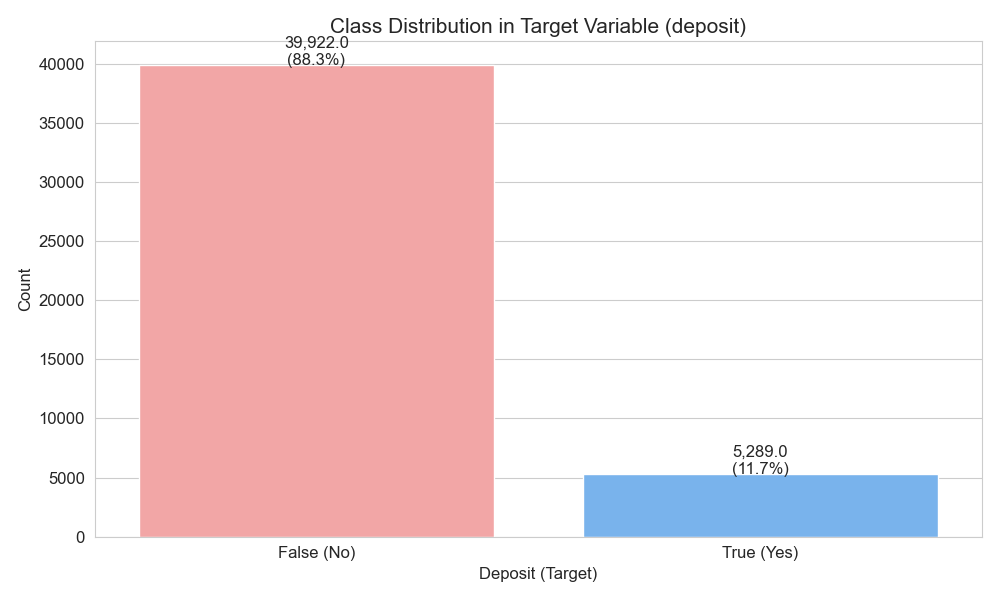 Class Distribution in Target Variable (deposit)
39,922.0
(88.3%)
40000
35000
30000
25000
20000
15000
10000
5000
0
Count
5,289.0
(11.7%)
False (No)
True (Yes)
Deposit (Target)